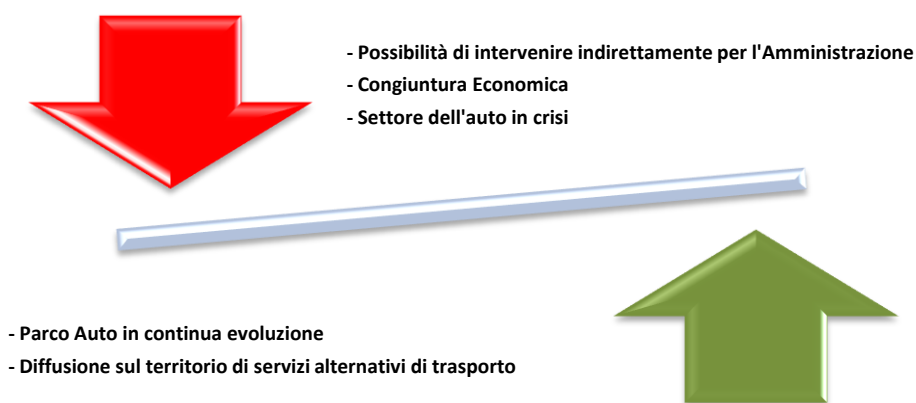 - Possibilità di intervenire indirettamente per l'Amministrazione
- Congiuntura Economica
- Settore dell'auto in crisi
- Parco Auto in continua evoluzione
- Diffusione sul territorio di servizi alternativi di trasporto